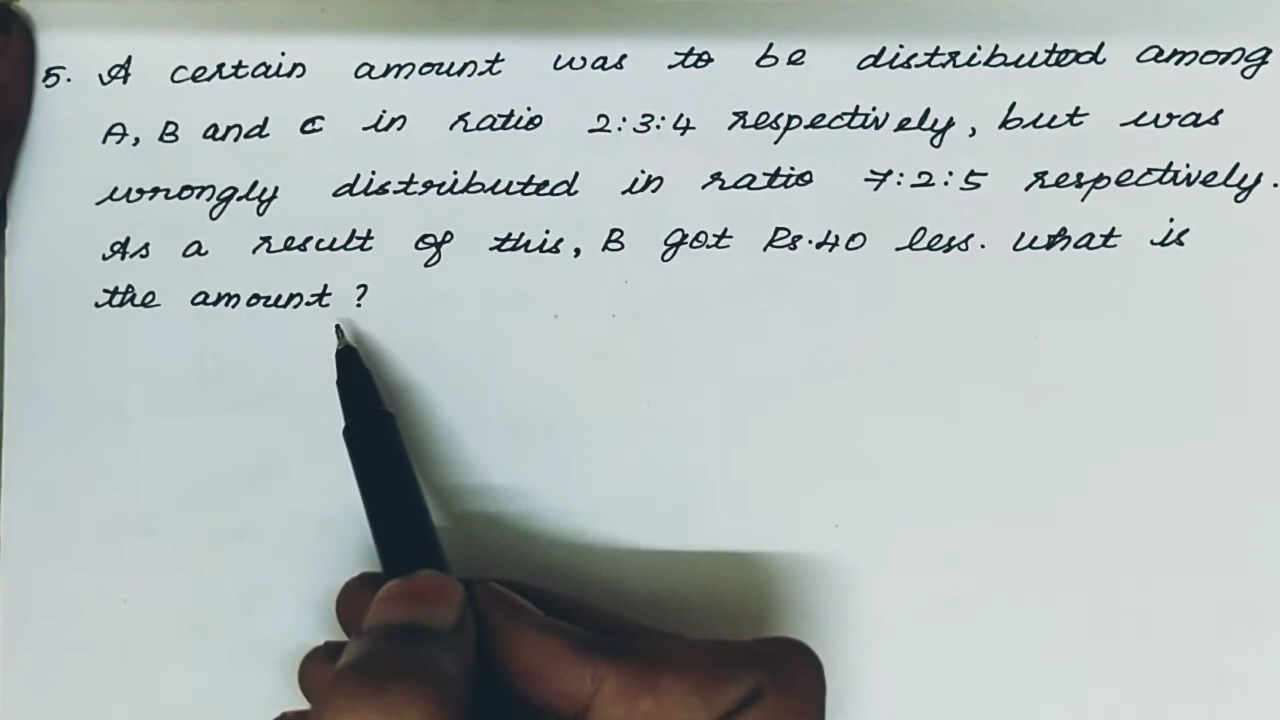 5. A certain amount was to be distributed among
A, B and C in ratio 2:3:4 respectively, but was
wrongly distributed in ratio 7:2:5 respectively.
As a result of this, B got Rs.40 less. what is
the amount ?